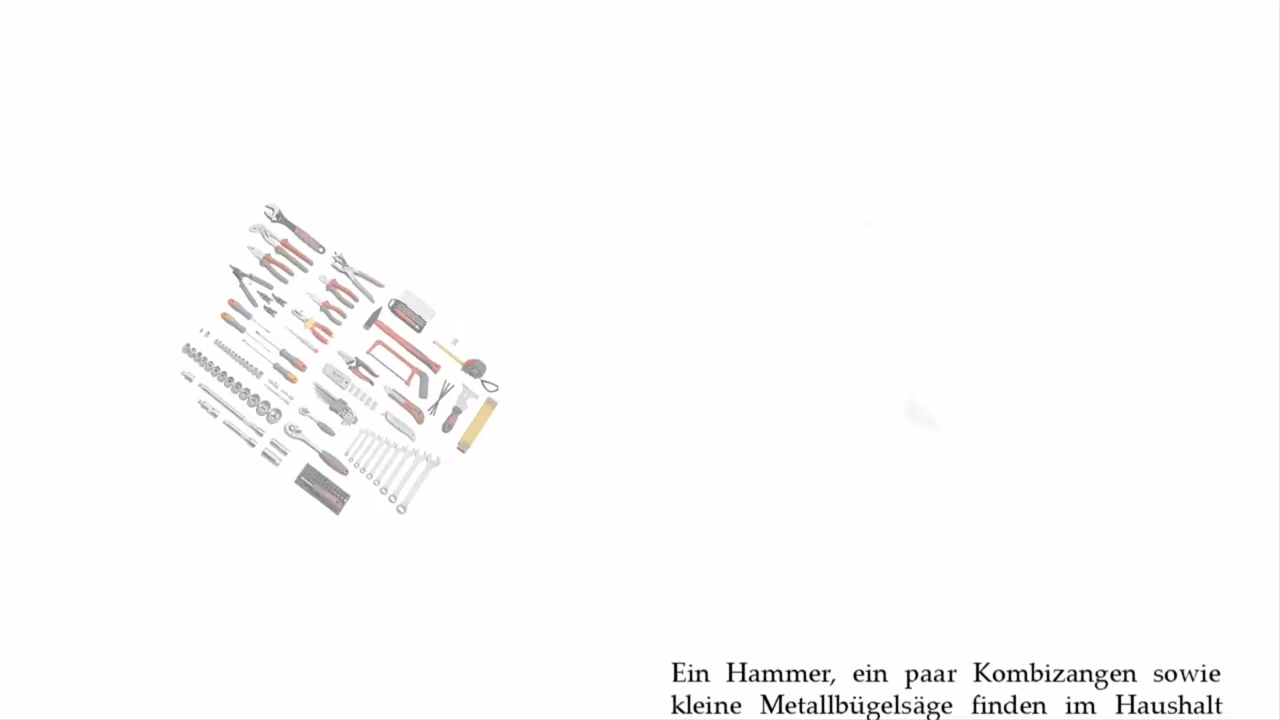 Ein Hammer, ein paar Kombizangen sowie
kleine Metallbügelsäge finden im Haushalt